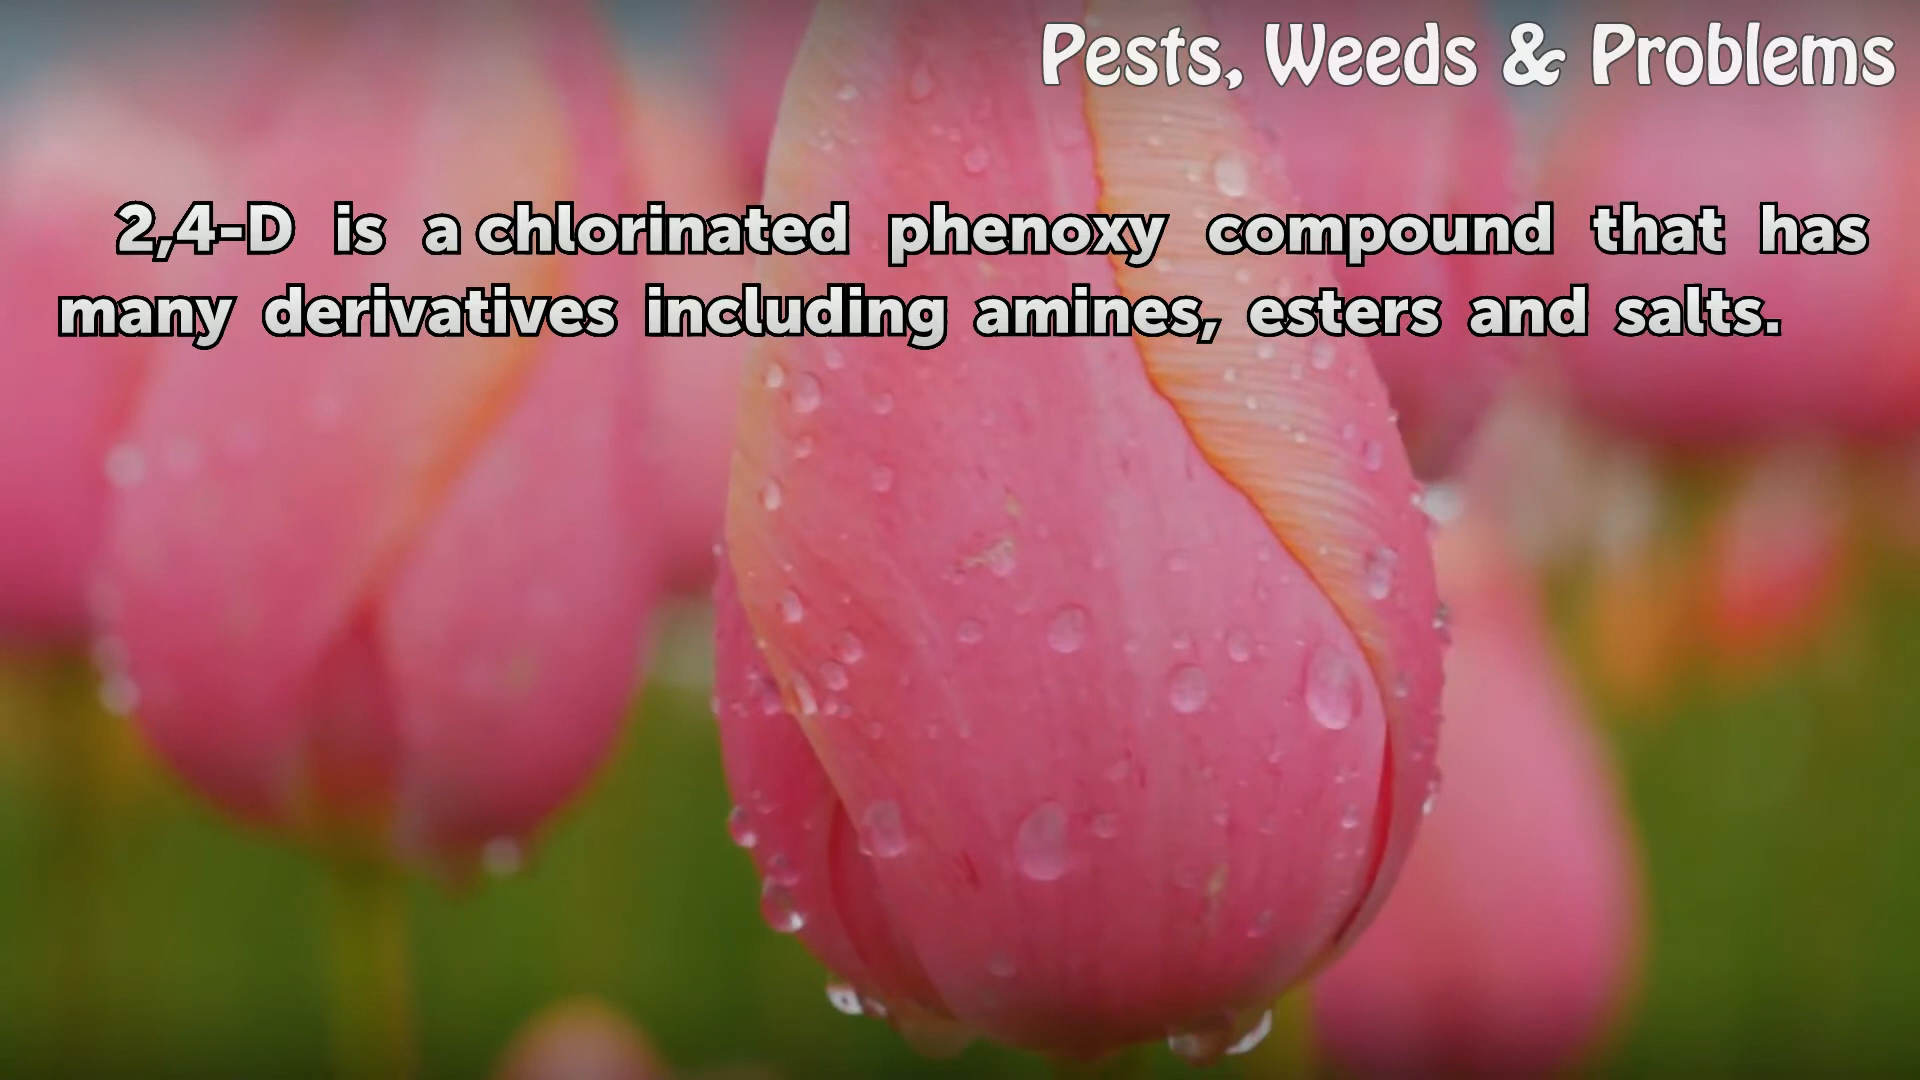 Pests, Weeds & Problems
2,4-D is a chlorinated phenoxy compound that has
many derivatives including amines, esters and salts.